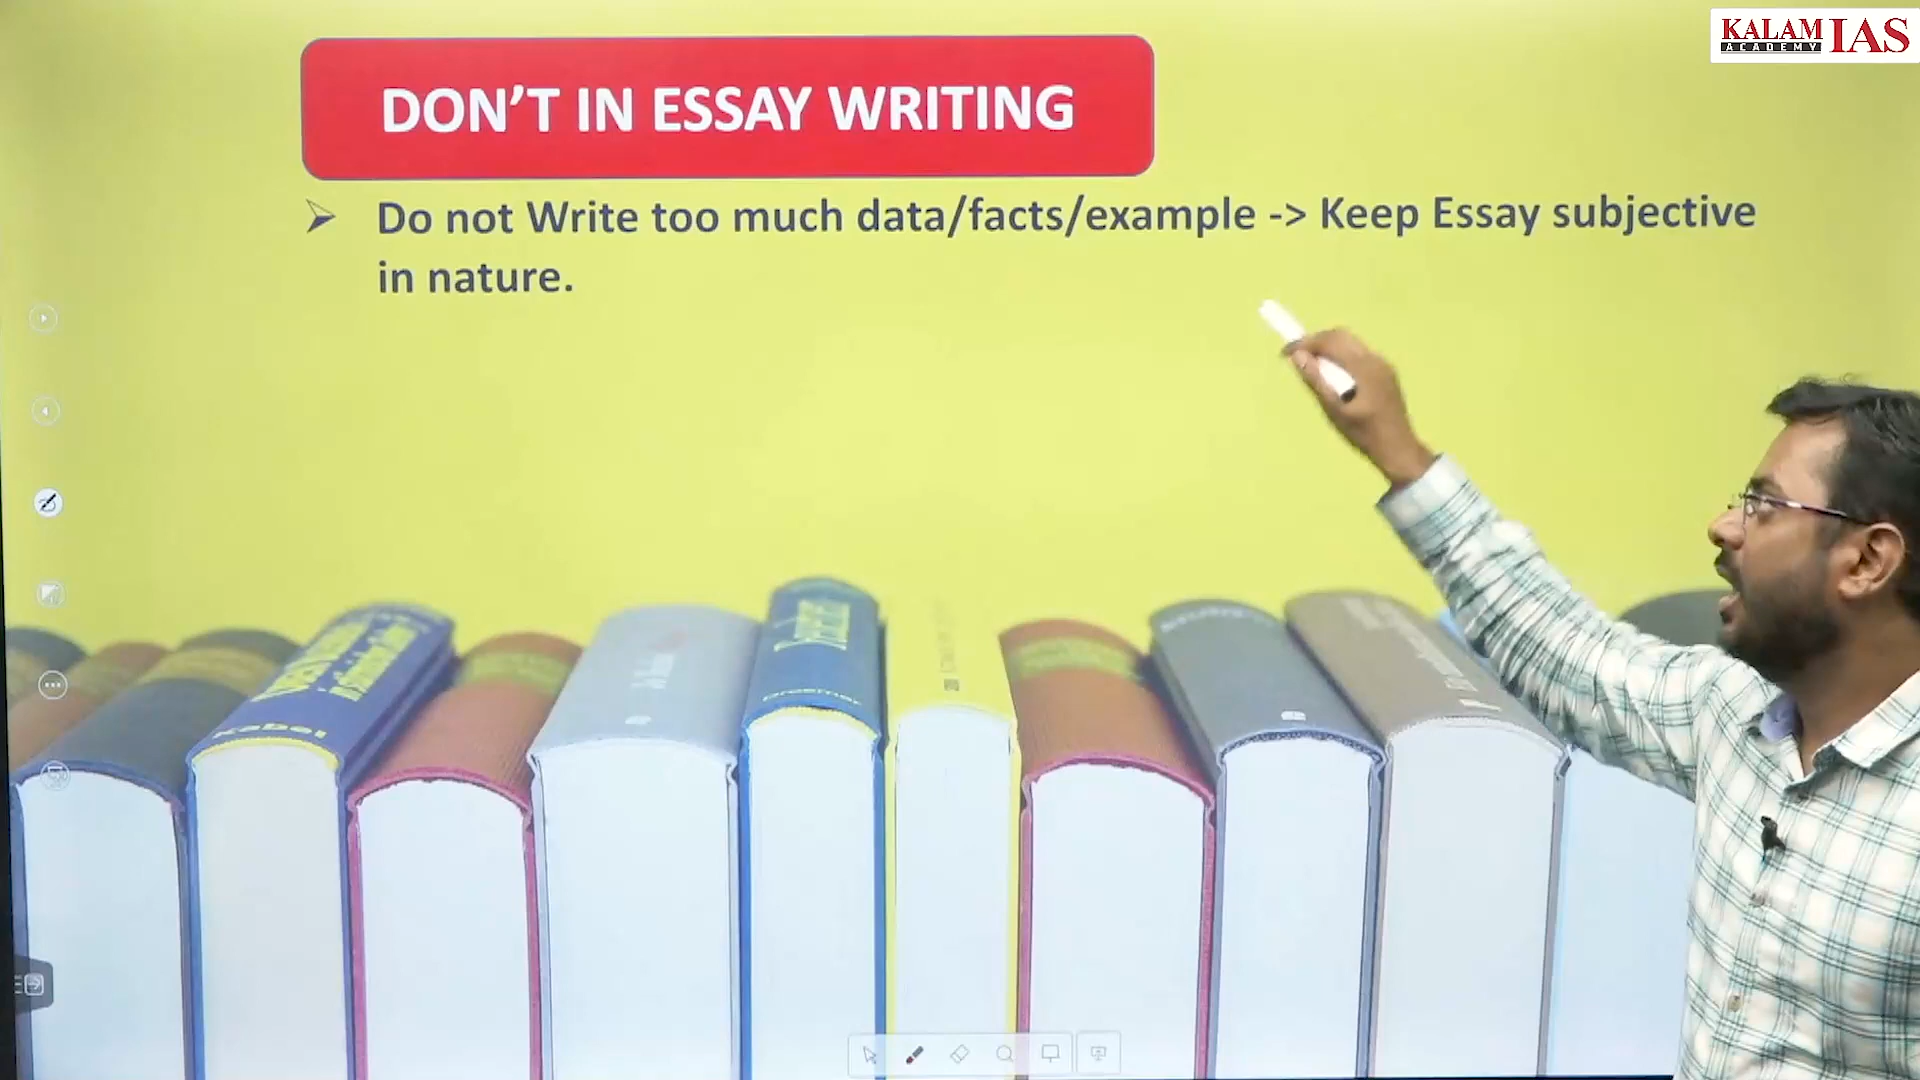 KALAM IAS
ACADEMY
DON'T IN ESSAY WRITING
➤ Do not Write too much data/facts/example -> Keep Essay subjective
in nature.
Kebel